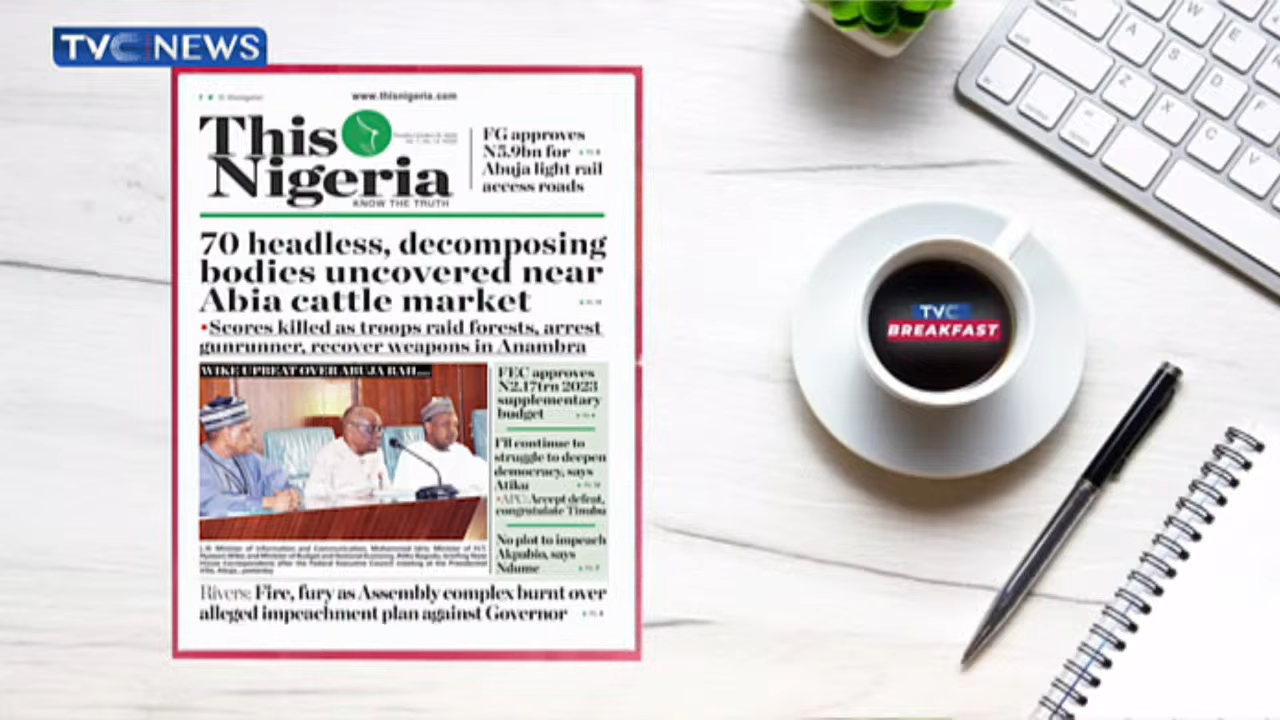 TVC NEWS
www.thisnigeria.com
This
Nigeria
KNOW THE TRUTH
FG approves
N5.9bn for
Abuja light rail
access roads
70 headless, decomposing
bodies uncovered near
Abia cattle market
•Scores killed as troops raid forests, arrest
gunrunner, recover weapons in Anambra
WIKE UPBEAT OVER ABUJA RAIL....
FEC approves
N2.17trn 2023
supplementary
budget
I'll continue to
struggle to deepen
democracy, says
Atiku
•APC: Accept defeat,
congratulate Tinubu
No plot to impeach
Akpabio, says
Ndume
Rivers: Fire, fury as Assembly complex burnt over
alleged impeachment plan against Governor
TVC
BREAKFAST
W
E
A
S
D
F
Z
X
C
V